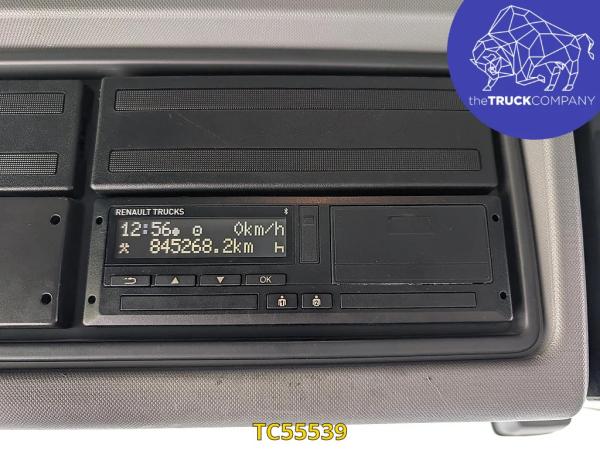 theTRUCKCOMPANY
RENAULT TRUCKS
12:56 0km/h
845268.2km h
OK
TC55539